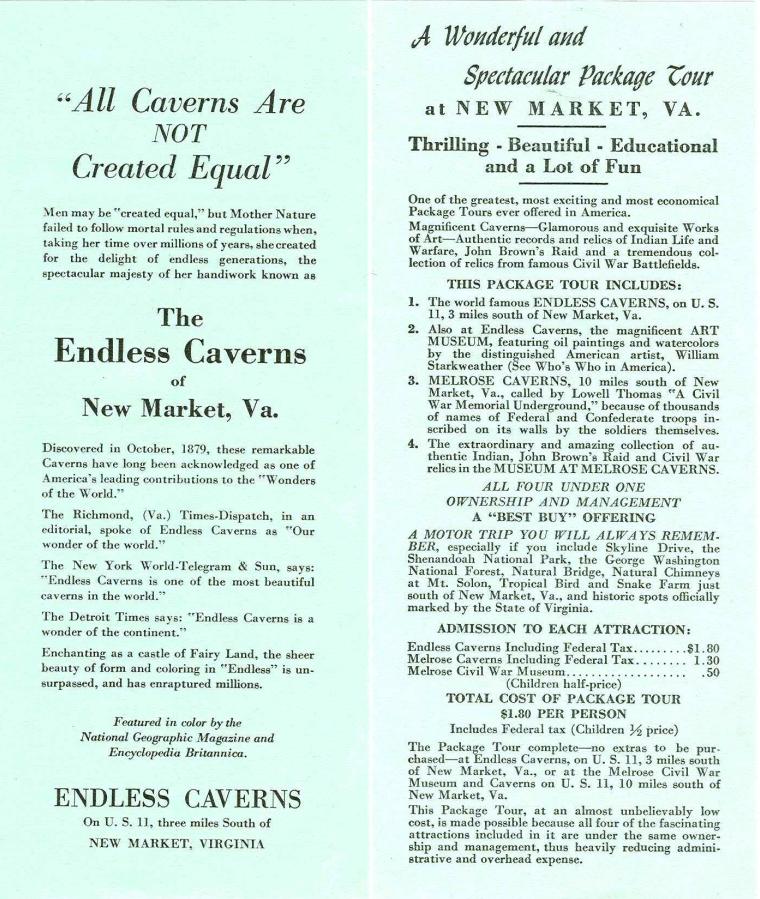 "All Caverns Are
NOT
Created Equal"
Men may be "created equal," but Mother Nature
failed to follow mortal rules and regulations when,
taking her time over millions of years, she created
for the delight of endless generations, the
spectacular majesty of her handiwork known as
The
Endless Caverns
of
New Market, Va.
Discovered in October, 1879, these remarkable
Caverns have long been acknowledged as one of
America's leading contributions to the "Wonders
of the World."
The Richmond, (Va.) Times-Dispatch, in an
editorial, spoke of Endless Caverns as "Our
wonder of the world."
The New York World-Telegram & Sun, says:
"Endless Caverns is one of the most beautiful
caverns in the world."
The Detroit Times says: "Endless Caverns is a
wonder of the continent."
Enchanting as a castle of Fairy Land, the sheer
beauty of form and coloring in "Endless" is un-
surpassed, and has enraptured millions.
Featured in color by the
National Geographic Magazine and
Encyclopedia Britannica.
ENDLESS CAVERNS
On U. S. 11, three miles South of
NEW MARKET, VIRGINIA
A Wonderful and
Spectacular Package Tour
at NEW MARKET, VA.
Thrilling - Beautiful - Educational
and a Lot of Fun
One of the greatest, most exciting and most economical
Package Tours ever offered in America.
Magnificent Caverns—Glamorous and exquisite Works
of Art—Authentic records and relics of Indian Life and
Warfare, John Brown's Raid and a tremendous col-
lection of relics from famous Civil War Battlefields.
THIS PACKAGE TOUR INCLUDES:
1. The world famous ENDLESS CAVERNS, on U. S.
11, 3 miles south of New Market, Va.
2. Also at Endless Caverns, the magnificent ART
MUSEUM, featuring oil paintings and watercolors
by the distinguished American artist, William
Starkweather (See Who's Who in America).
3. MELROSE CAVERNS, 10 miles south of New
Market, Va., called by Lowell Thomas "A Civil
War Memorial Underground," because of thousands
of names of Federal and Confederate troops in-
scribed on its walls by the soldiers themselves.
4. The extraordinary and amazing collection of au-
thentic Indian, John Brown's Raid and Civil War
relics in the MUSEUM AT MELROSE CAVERNS.
ALL FOUR UNDER ONE
OWNERSHIP AND MANAGEMENT
A "BEST BUY" OFFERING
A MOTOR TRIP YOU WILL ALWAYS REMEM-
BER, especially if you include Skyline Drive, the
Shenandoah National Park, the George Washington
National Forest, Natural Bridge, Natural Chimneys
at Mt. Solon, Tropical Bird and Snake Farm just
south of New Market, Va., and historic spots officially
marked by the State of Virginia.
ADMISSION TO EACH ATTRACTION:
Endless Caverns Including Federal Tax.........$1.80
Melrose Caverns Including Federal Tax........ 1.30
Melrose Civil War Museum................... .50
(Children half-price)
TOTAL COST OF PACKAGE TOUR
$1.80 PER PERSON
Includes Federal tax (Children ½ price)
The Package Tour complete—no extras to be pur-
chased—at Endless Caverns, on U. S. 11, 3 miles south
of New Market, Va., or at the Melrose Civil War
Museum and Caverns on U. S. 11, 10 miles south of
New Market, Va.
This Package Tour, at an almost unbelievably low
cost, is made possible because all four of the fascinating
attractions included in it are under the same owner-
ship and management, thus heavily reducing admini-
strative and overhead expense.